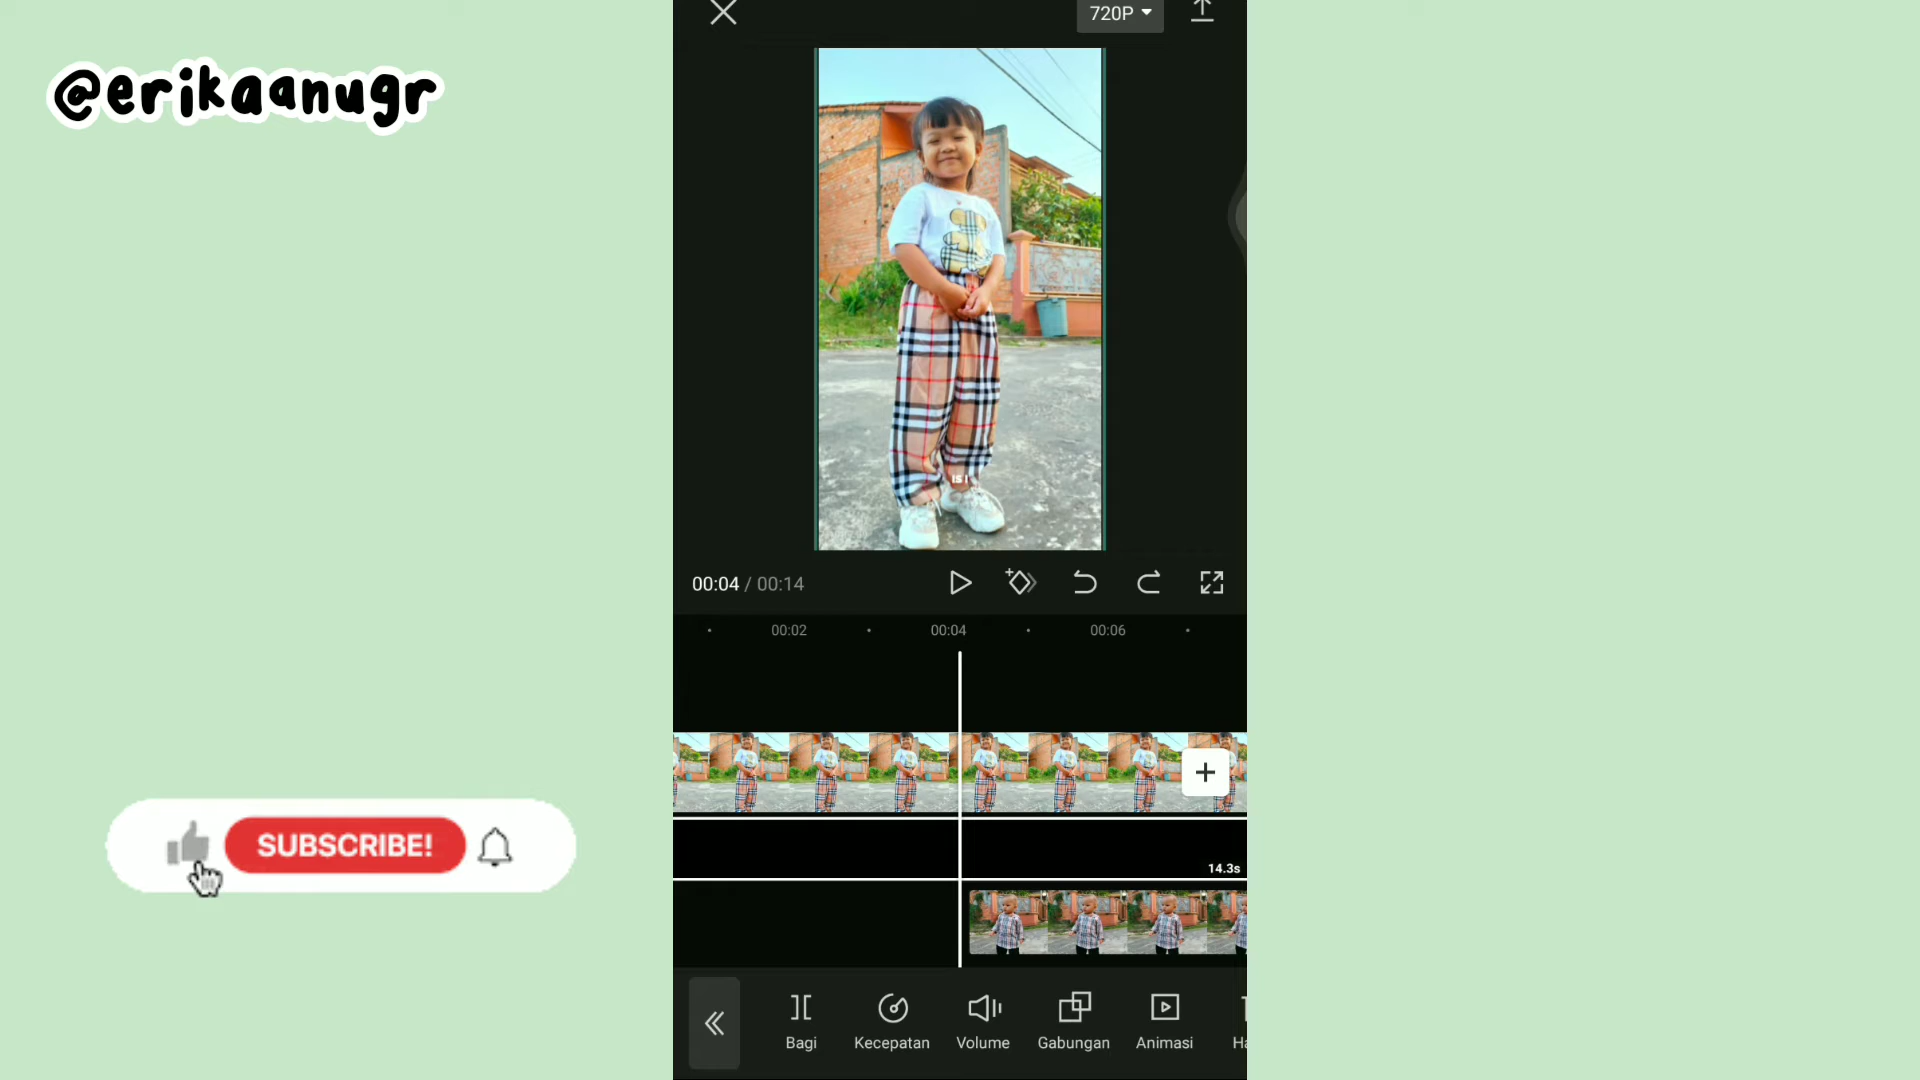 @erikaanugr
720P
IS I
00:04 / 00:14
00:02
00:04
00:06
14.3s
Bagi
Kecepatan
Volume
Gabungan
Animasi
SUBSCRIBE!